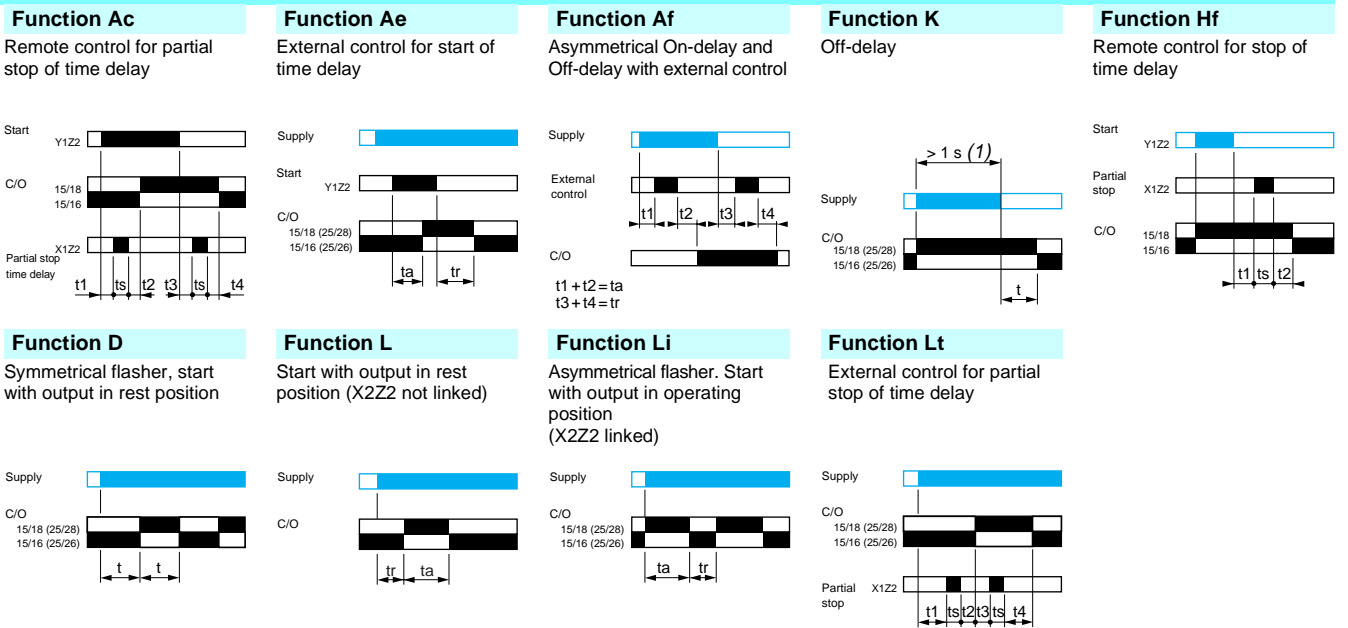 Function Ac
Remote control for partial
stop of time delay
Start
Y1Z2
C/O
15/18
15/16
X1Z2
Partial stop
time delay
t1 ts t2 t3 ts t4
Function Ae
External control for start of
time delay
Supply
Start
Y1Z2
C/O
15/18 (25/28)
15/16 (25/26)
ta tr
Function Af
Asymmetrical On-delay and
Off-delay with external control
Supply
External
control
t1 t2 t3 t4
C/O
t1 + t2 = ta
t3 + t4 = tr
Function K
Off-delay
> 1 s (1)
Supply
C/O
15/18 (25/28)
15/16 (25/26)
t
Function Hf
Remote control for stop of
time delay
Start
Y1Z2
Partial
stop
X1Z2
C/O
15/18
15/16
t1 ts t2
Function D
Symmetrical flasher, start
with output in rest position
Supply
C/O
15/18 (25/28)
15/16 (25/26)
t t
Function L
Start with output in rest
position (X2Z2 not linked)
Supply
C/O
tr ta
Function Li
Asymmetrical flasher. Start
with output in operating
position
(X2Z2 linked)
Supply
C/O
15/18 (25/28)
15/16 (25/26)
ta tr
Function Lt
External control for partial
stop of time delay
Supply
C/O
15/18 (25/28)
15/16 (25/26)
Partial
stop
X1Z2
t1 ts t2 t3 ts t4